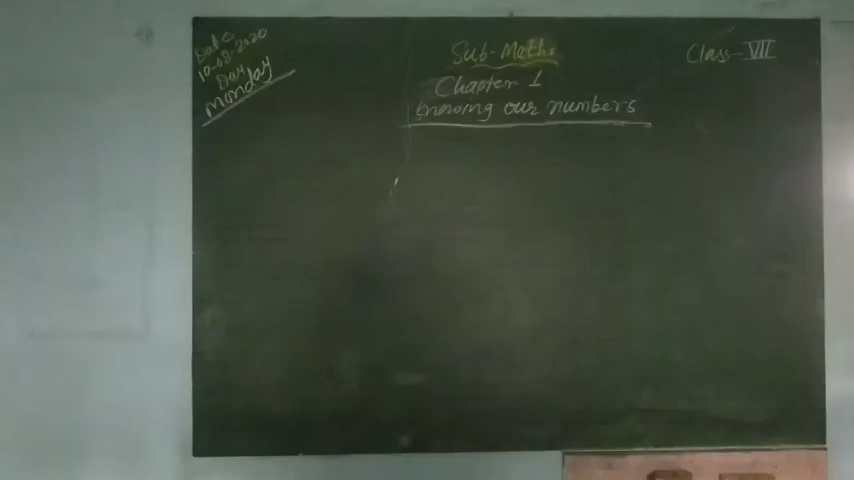 Date
10-08-2020
Day
Monday
Sub-Maths
Class-VII
Chapter 1
Knowing our numbers